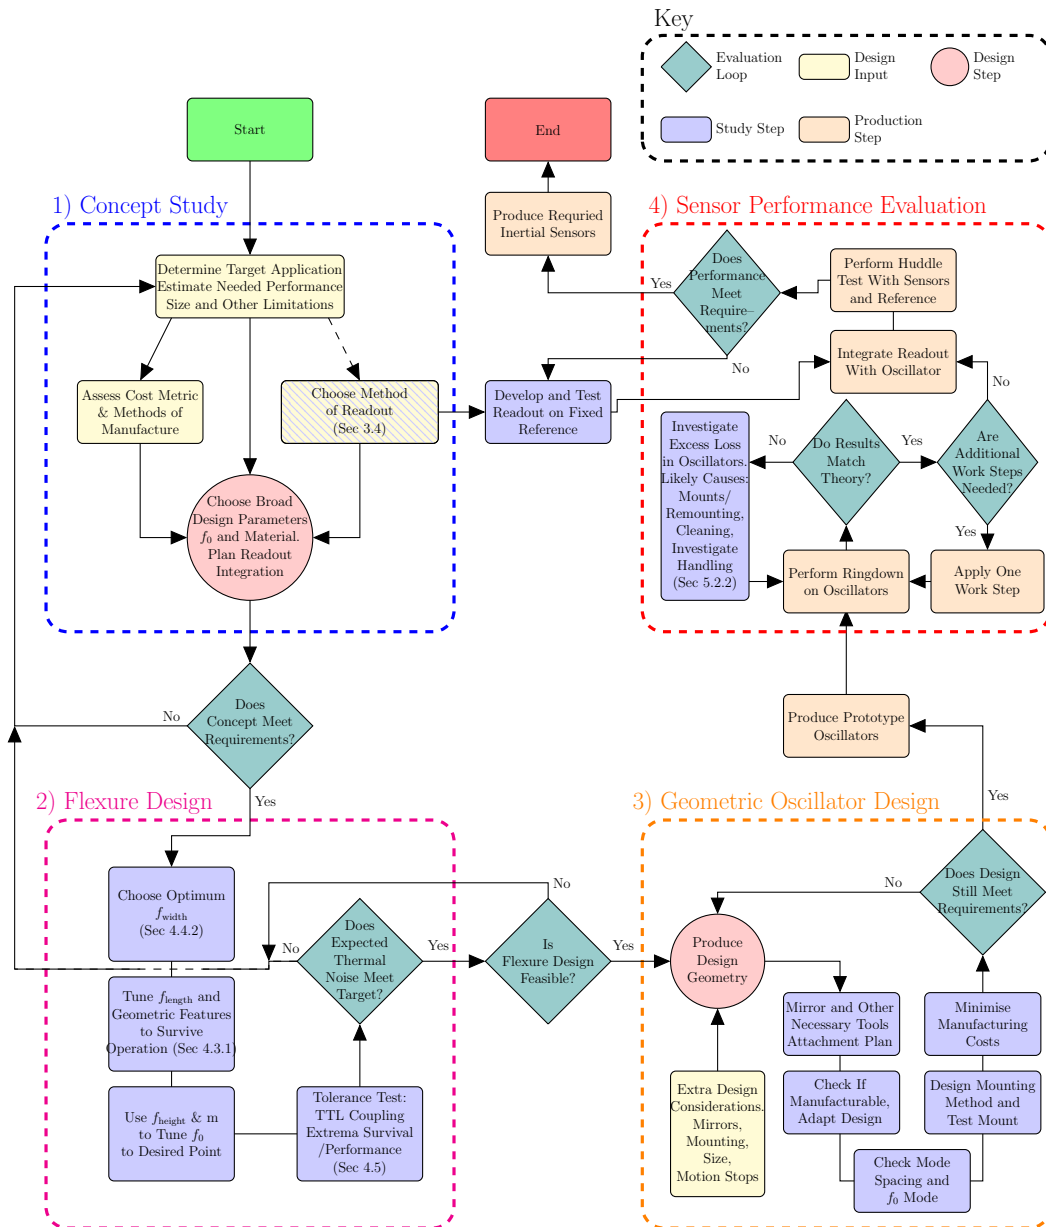 Key
Evaluation
Loop
Design
Input
Design
Step
Study Step
Production
Step
Start
End
1) Concept Study
Determine Target Application
Estimate Needed Performance
Size and Other Limitations
Assess Cost Metric
& Methods of
Manufacture
Choose Method
of Readout
(Sec 3.4)
Choose Broad
Design Parameters
f0 and Material.
Plan Readout
Integration
Does
Concept Meet
Requirements?
No
Yes
Produce Requried
Inertial Sensors
Develop and Test
Readout on Fixed
Reference
4) Sensor Performance Evaluation
Does
Performance
Meet
Require–
ments?
Yes
No
Perform Huddle
Test With Sensors
and Reference
Integrate Readout
With Oscillator
No
Investigate
Excess Loss
in Oscillators.
Likely Causes:
Mounts/
Remounting,
Cleaning,
Investigate
Handling
(Sec 5.2.2)
No
Do Results
Match
Theory?
Yes
Are
Additional
Work Steps
Needed?
Yes
Perform Ringdown
on Oscillators
Apply One
Work Step
Produce Prototype
Oscillators
2) Flexure Design
Choose Optimum
fwidth
(Sec 4.4.2)
Tune flength and
Geometric Features
to Survive
Operation (Sec 4.3.1)
Use fheight & m
to Tune f0
to Desired Point
Tolerance Test:
TTL Coupling
Extrema Survival
/Performance
(Sec 4.5)
No
Does
Expected
Thermal
Noise Meet
Target?
Yes
No
Is
Flexure Design
Feasible?
Yes
3) Geometric Oscillator Design
Yes
No
Does Design
Still Meet
Requirements?
Produce
Design
Geometry
Extra Design
Considerations.
Mirrors,
Mounting,
Size,
Motion Stops
Mirror and Other
Necessary Tools
Attachment Plan
Check If
Manufacturable,
Adapt Design
Check Mode
Spacing and
f0 Mode
Design Mounting
Method and
Test Mount
Minimise
Manufacturing
Costs